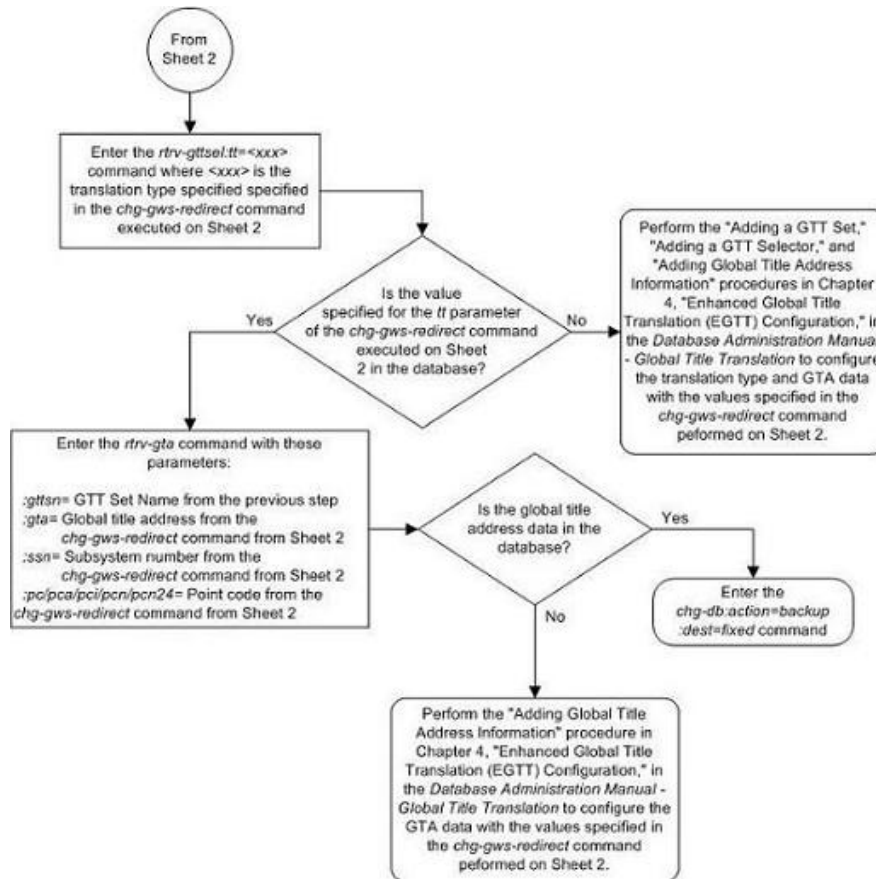 From
Sheet 2
Enter the rtrv-gttsel:tt=<xxx>
command where <xxx> is the
translation type specified specified
in the chg-gws-redirect command
executed on Sheet 2
Is the value
specified for the tt parameter
of the chg-gws-redirect command
executed on Sheet
2 in the database?
Yes
No
Perform the "Adding a GTT Set,"
"Adding a GTT Selector," and
"Adding Global Title Address
Information" procedures in Chapter
4, "Enhanced Global Title
Translation (EGTT) Configuration," in
the Database Administration Manual
- Global Title Translation to configure
the translation type and GTA data
with the values specified in the
chg-gws-redirect command
peformed on Sheet 2.
Enter the rtrv-gta command with these
parameters:
:gttsn= GTT Set Name from the previous step
:gta= Global title address from the
chg-gws-redirect command from Sheet 2
:ssn= Subsystem number from the
chg-gws-redirect command from Sheet 2
:pc/pca/pci/pcn/pcn24= Point code from the
chg-gws-redirect command from Sheet 2
Is the global title
address data in the
database?
Yes
No
Enter the
chg-db:action=backup
:dest=fixed command
Perform the "Adding Global Title
Address Information" procedure in
Chapter 4, "Enhanced Global Title
Translation (EGTT) Configuration," in
the Database Administration Manual -
Global Title Translation to configure the
GTA data with the values specified in
the chg-gws-redirect command
peformed on Sheet 2.